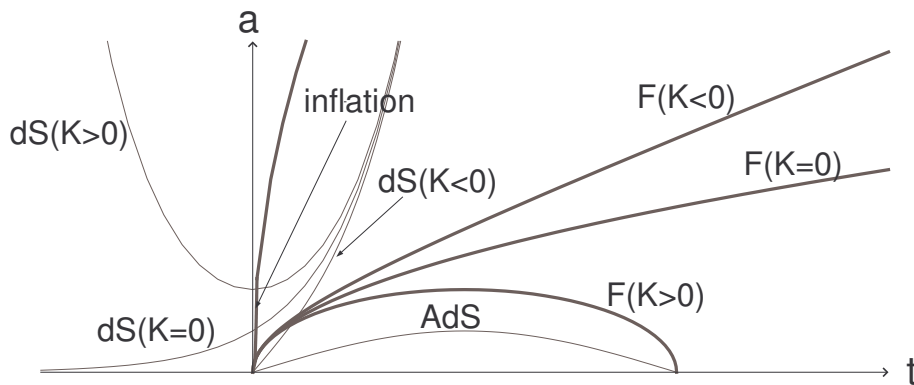 a
inflation
F(K<0)
dS(K>0)
F(K=0)
dS(K<0)
F(K>0)
dS(K=0)
AdS
t